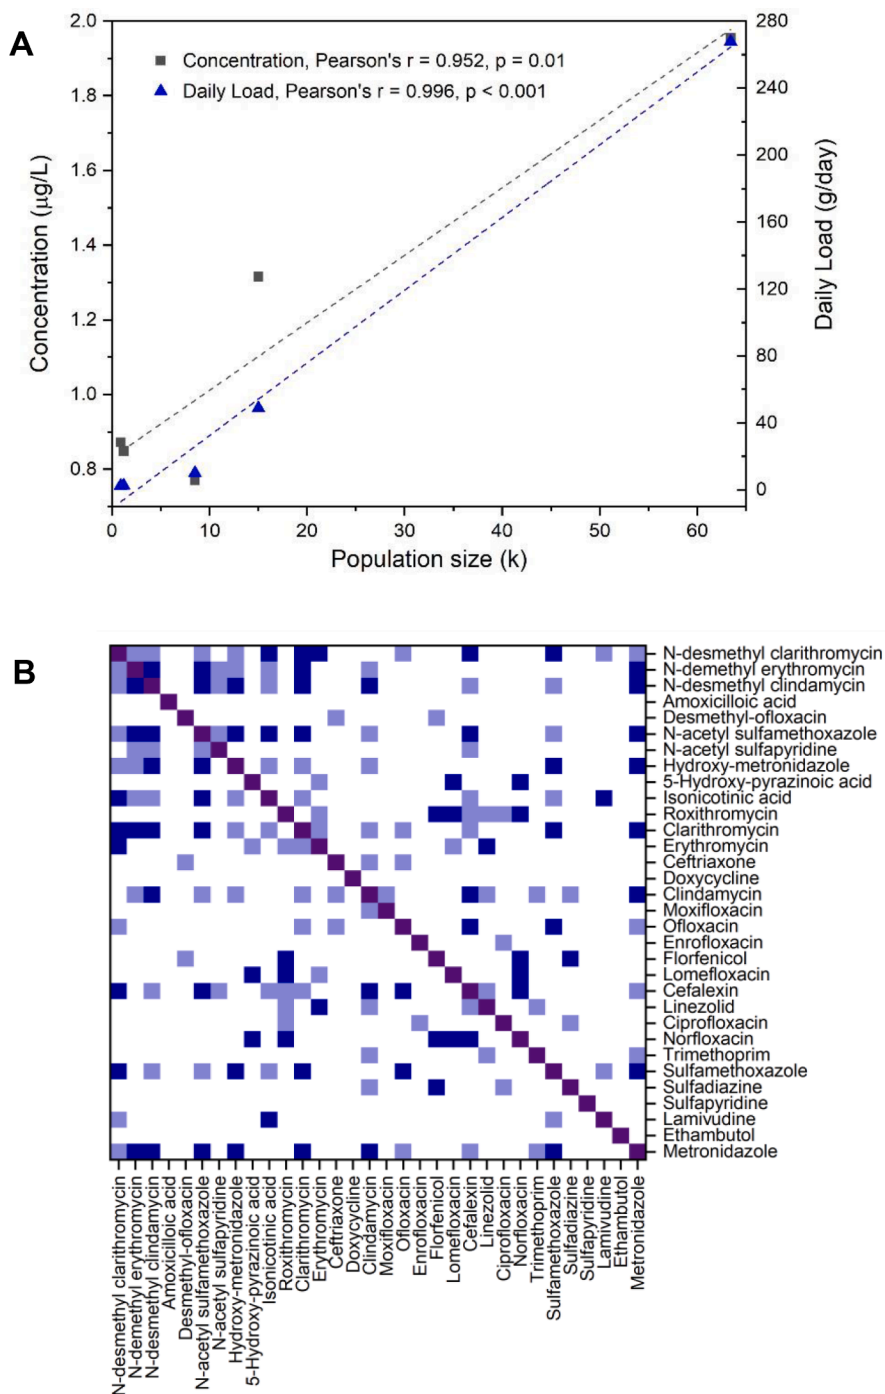 A
2.0
1.8
1.6
1.4
1.2
1.0
0.8
Concentration (μg/L)
Concentration, Pearson's r = 0.952, p = 0.01
Daily Load, Pearson's r = 0.996, p < 0.001
280
240
200
160
120
80
40
0
Daily Load (g/day)
0 10 20 30 40 50 60
Population size (k)
B
N-desmethyl clarithromycin
N-demethyl erythromycin
N-desmethyl clindamycin
Amoxicilloic acid
Desmethyl-ofloxacin
N-acetyl sulfamethoxazole
N-acetyl sulfapyridine
Hydroxy-metronidazole
5-Hydroxy-pyrazinoic acid
Isonicotinic acid
Roxithromycin
Clarithromycin
Erythromycin
Ceftriaxone
Doxycycline
Clindamycin
Moxifloxacin
Ofloxacin
Enrofloxacin
Florfenicol
Lomefloxacin
Cefalexin
Linezolid
Ciprofloxacin
Norfloxacin
Trimethoprim
Sulfamethoxazole
Sulfadiazine
Sulfapyridine
Lamivudine
Ethambutol
Metronidazole
N-desmethyl clarithromycin
N-demethyl erythromycin
N-desmethyl clindamycin
Amoxicilloic acid
Desmethyl-ofloxacin
N-acetyl sulfamethoxazole
N-acetyl sulfapyridine
Hydroxy-metronidazole
5-Hydroxy-pyrazinoic acid
Isonicotinic acid
Roxithromycin
Clarithromycin
Erythromycin
Ceftriaxone
Doxycycline
Clindamycin
Moxifloxacin
Ofloxacin
Enrofloxacin
Florfenicol
Lomefloxacin
Cefalexin
Linezolid
Ciprofloxacin
Norfloxacin
Trimethoprim
Sulfamethoxazole
Sulfadiazine
Sulfapyridine
Lamivudine
Ethambutol
Metronidazole